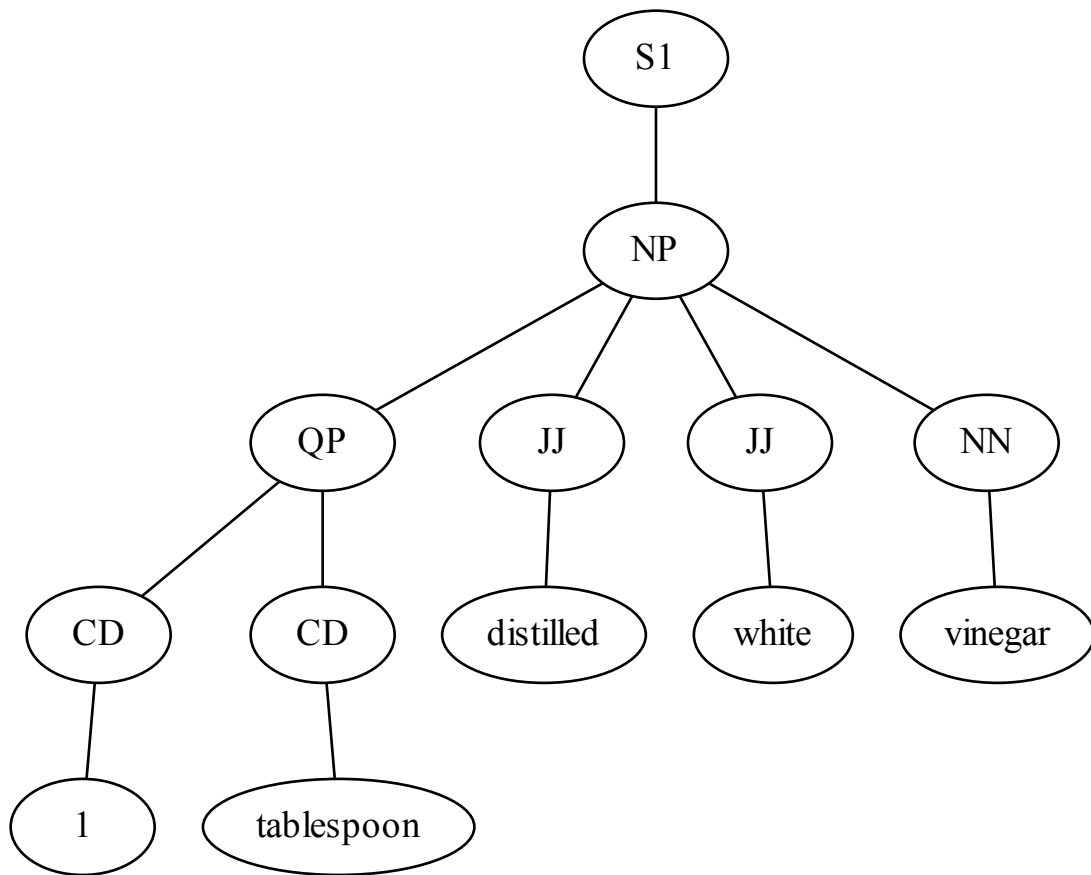 S1
NP
QP JJ JJ NN
CD CD distilled white vinegar
1 tablespoon